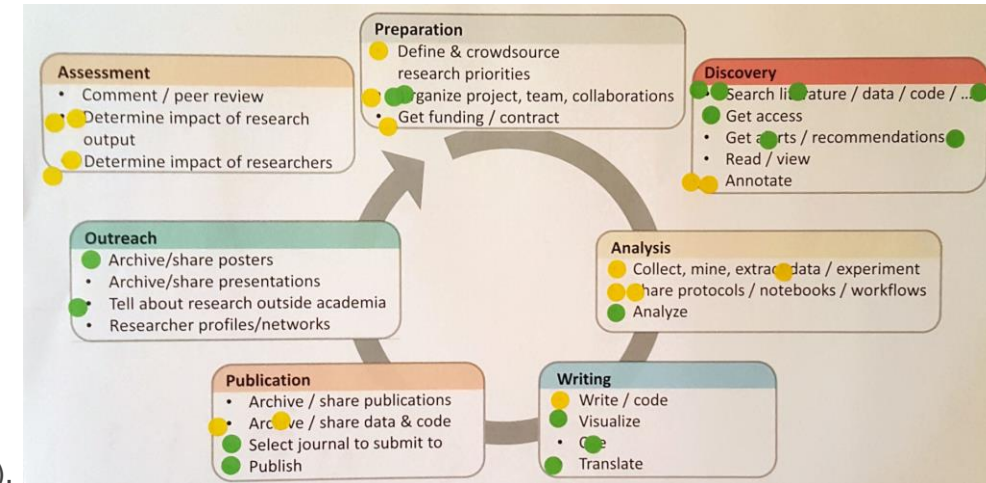 Preparation
Define & crowdsource
research priorities
• Organize project, team, collaborations
• Get funding / contract
Assessment
• Comment / peer review
Determine impact of research
output
Determine impact of researchers
Discovery
• Search literature / data / code / ...
Get access
• Get alerts / recommendations
• Read / view
Annotate
Outreach
Archive/share posters
• Archive/share presentations
• Tell about research outside academia
• Researcher profiles/networks
Analysis
Collect, mine, extract data / experiment
Share protocols / notebooks / workflows
Analyze
Publication
• Archive / share publications
• Archive / share data & code
Select journal to submit to
Publish
Writing
Write / code
Visualize
• Cite
Translate
).